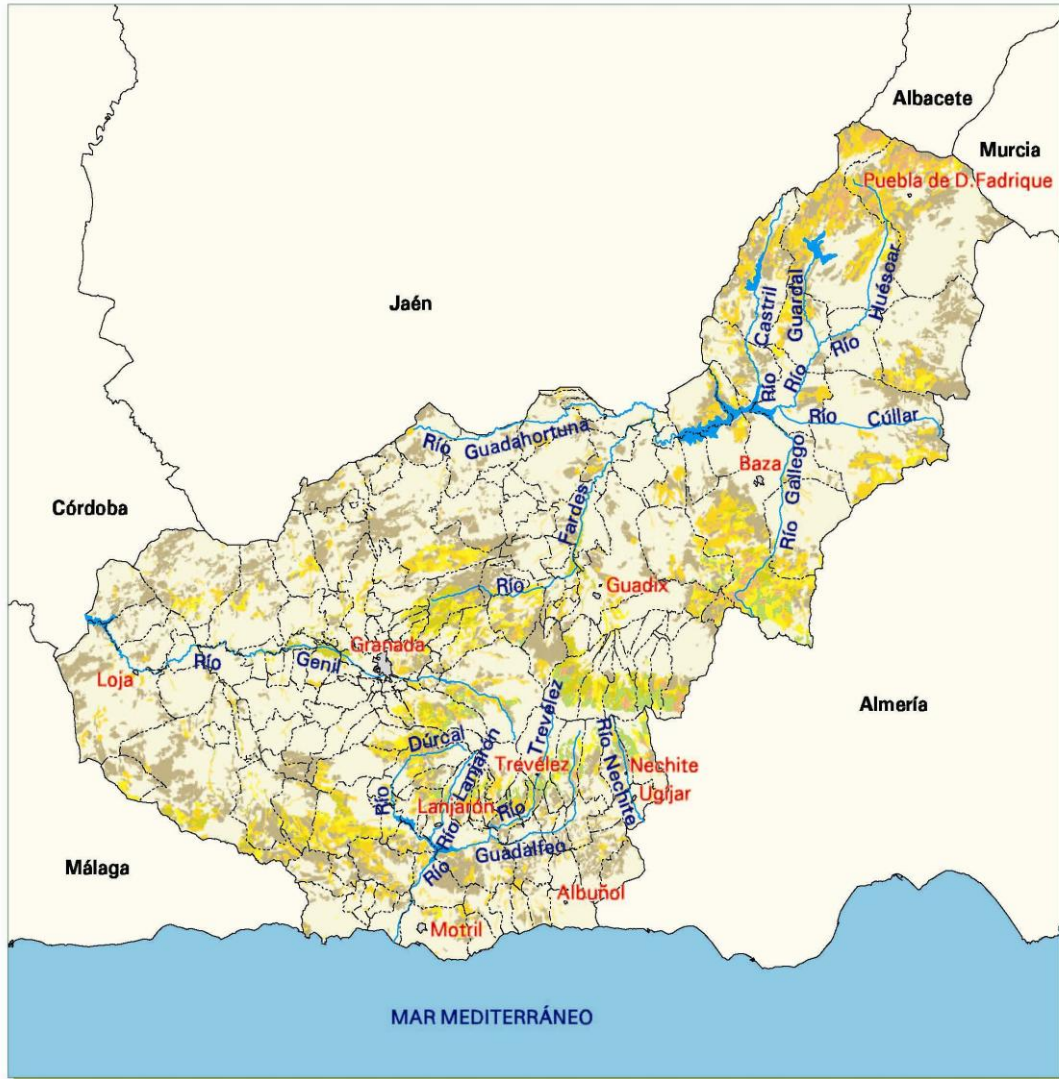 Albacete
Murcia
Puebla de D.Fadrique
Jaén
Río Castril
Río Guardal
Río Huéscar
Río Guadahortuna
Río Cúllar
Baza
Río Gallego
Córdoba
Río Fardes
Guadix
Granada
Río Genil
Loja
Almería
Río Dúrcal
Río Lanjarón
Río Trevélez
Trevélez
Río Nechite
Nechite
Ugíjar
Lanjarón
Río Guadalfeo
Málaga
Albuñol
Motril
MAR MEDITERRÁNEO